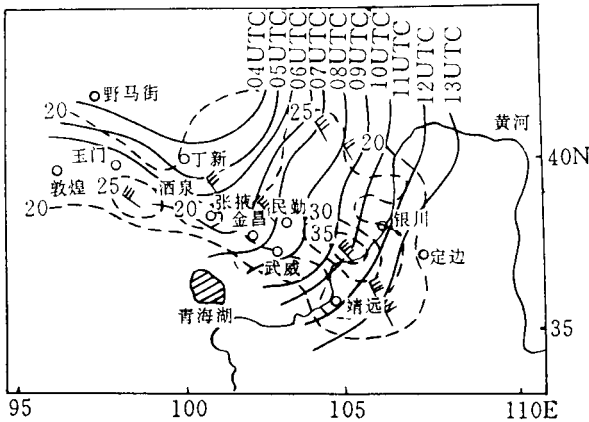 04UTC
05UTC
06UTC
07UTC
08UTC
09UTC
10UTC
11UTC
12UTC
13UTC
野马街
20
25
20
黄河
40N
玉门
丁新
敦煌
25
酒泉
20
张掖
金昌
民勤
30
35
银川
20
武威
定边
青海湖
靖远
35
95
100
105
110E